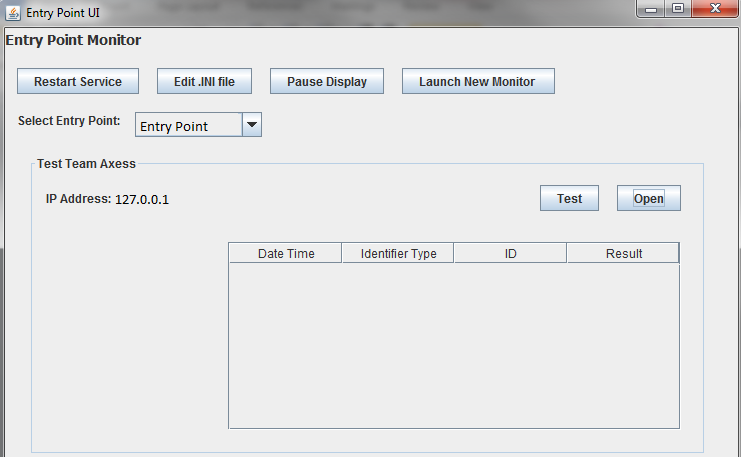 Entry Point UI
Entry Point Monitor
Restart Service Edit .INI file Pause Display Launch New Monitor
Select Entry Point: Entry Point
Test Team Axess
IP Address: 127.0.0.1 Test Open
Date Time Identifier Type ID Result